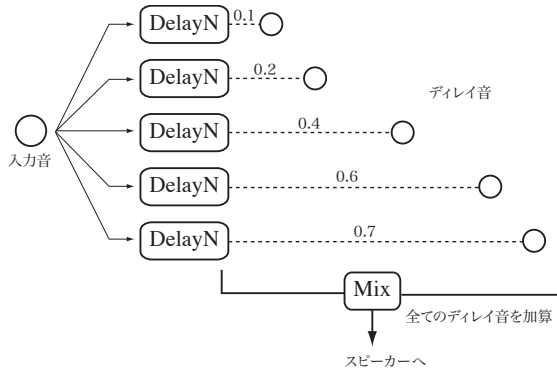 DelayN 0.1
DelayN 0.2
ディレイ音
DelayN 0.4
入力音
DelayN 0.6
DelayN 0.7
Mix
全てのディレイ音を加算
スピーカーへ